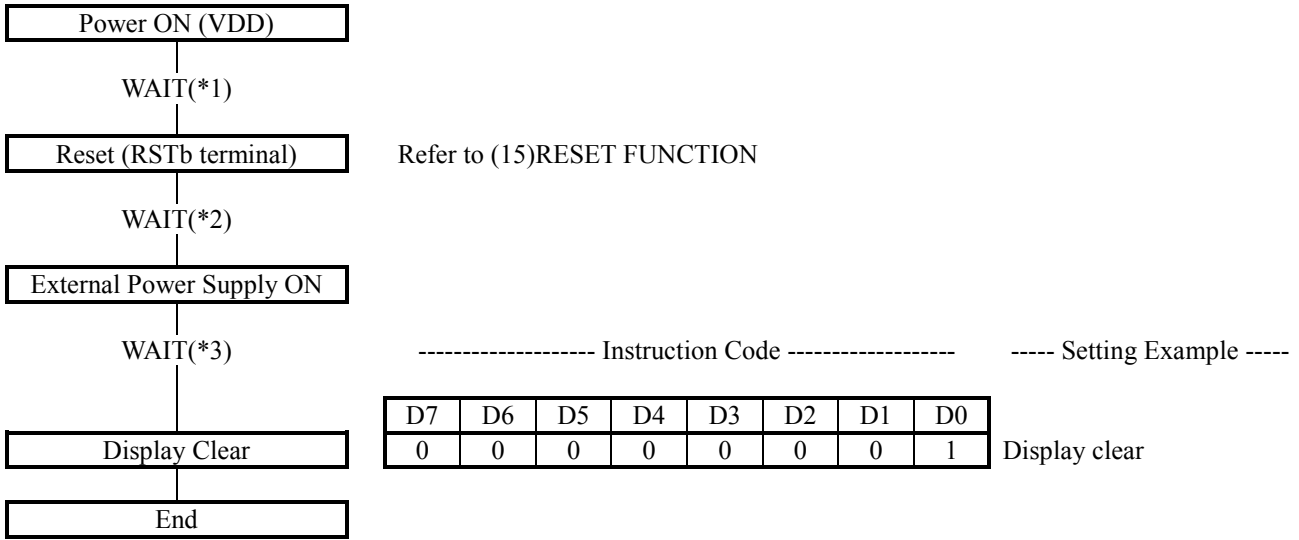 Power ON (VDD)
WAIT(*1)
Reset (RSTb terminal) Refer to (15)RESET FUNCTION
WAIT(*2)
External Power Supply ON
WAIT(*3) -------------------- Instruction Code ------------------- ----- Setting Example -----
D7 D6 D5 D4 D3 D2 D1 D0
Display Clear 0 0 0 0 0 0 0 1 Display clear
End